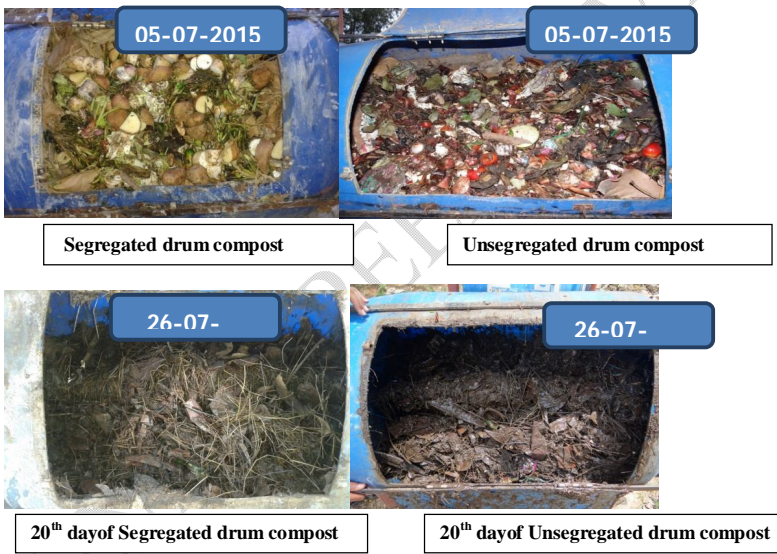 05-07-2015
05-07-2015
Segregated drum compost
Unsegregated drum compost
26-07-
26-07-
20th dayof Segregated drum compost
20th dayof Unsegregated drum compost